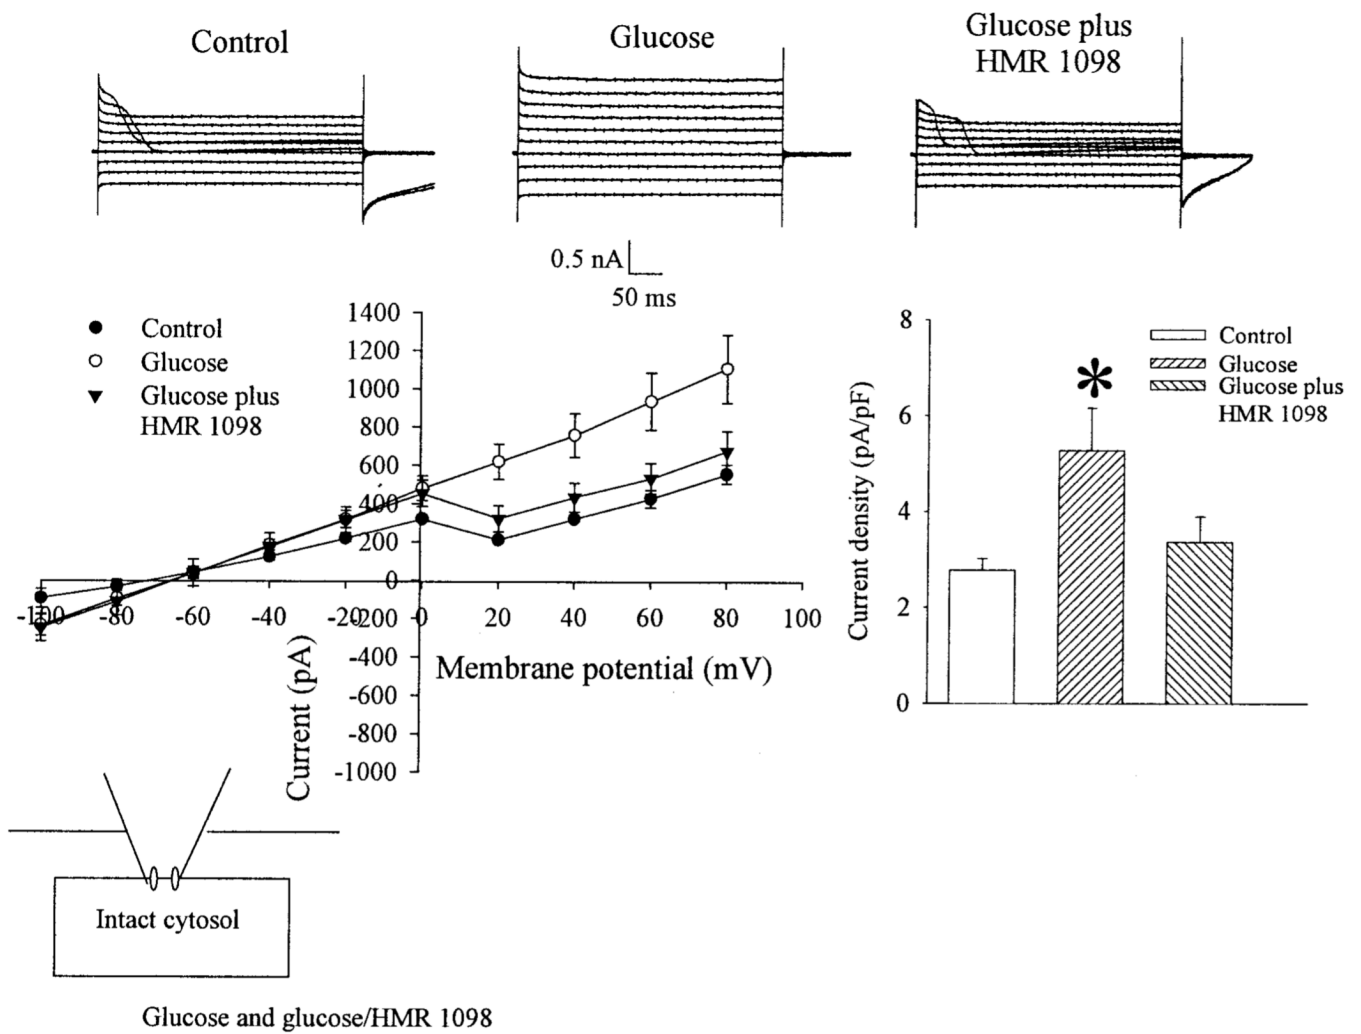 Control
Glucose
Glucose plus
HMR 1098
0.5 nA
50 ms
Control
Glucose
Glucose plus
HMR 1098
1400
1200
1000
800
600
400
200
0
-200
-400
-600
-800
-1000
-100
-80
-60
-40
-20
0
20
40
60
80
100
Current (pA)
Membrane potential (mV)
8
6
4
2
0
Current density (pA/pF)
*
Control
Glucose
Glucose plus
HMR 1098
Intact cytosol
Glucose and glucose/HMR 1098